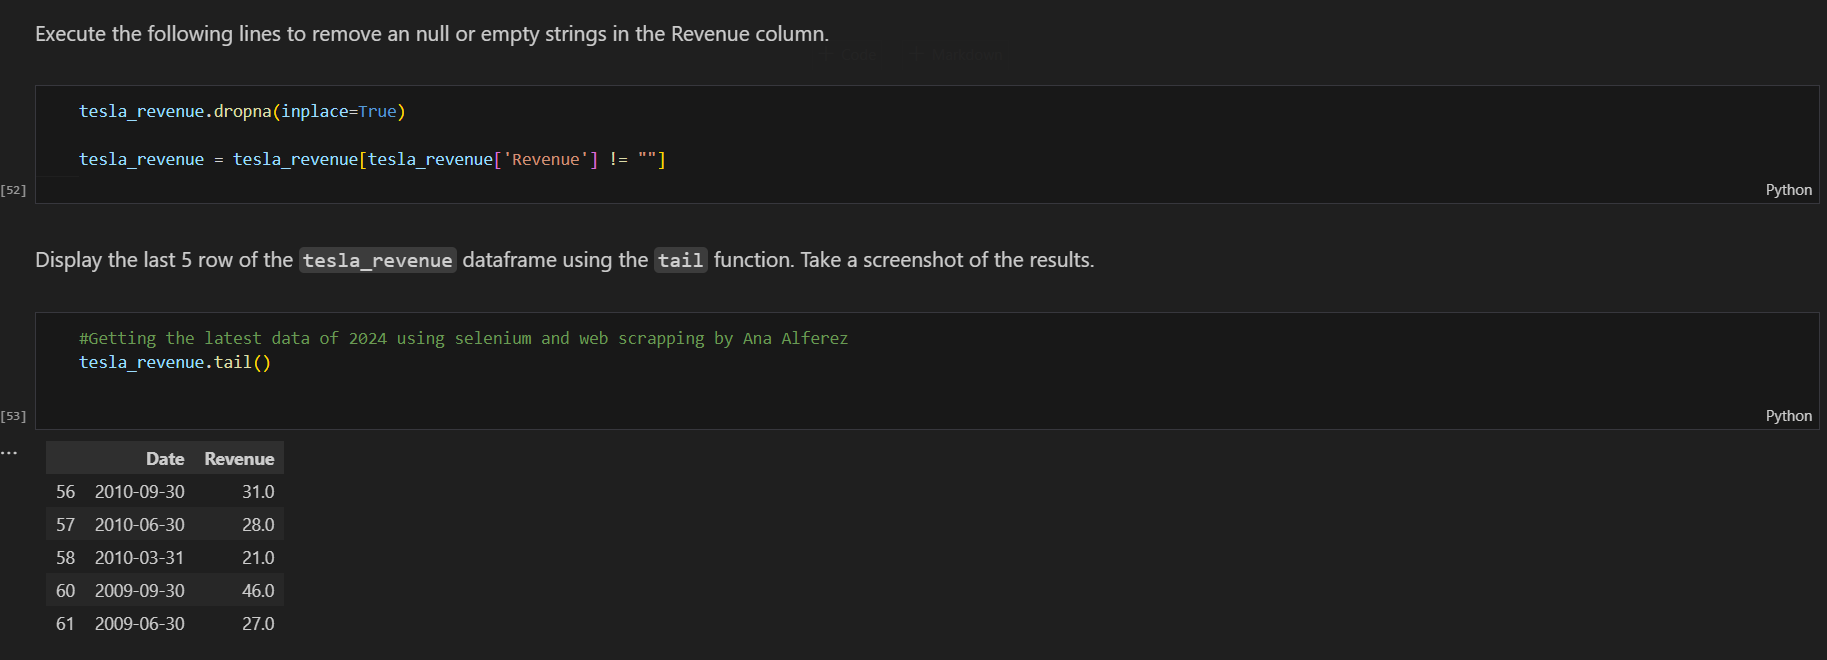 Execute the following lines to remove an null or empty strings in the Revenue column.
tesla_revenue.dropna(inplace=True)
tesla_revenue = tesla_revenue[tesla_revenue['Revenue'] != ""]
[52]
Python
Display the last 5 row of the tesla_revenue dataframe using the tail function. Take a screenshot of the results.
#Getting the latest data of 2024 using selenium and web scrapping by Ana Alferez
tesla_revenue.tail()
[53]
Python
...
Date Revenue
56 2010-09-30 31.0
57 2010-06-30 28.0
58 2010-03-31 21.0
60 2009-09-30 46.0
61 2009-06-30 27.0